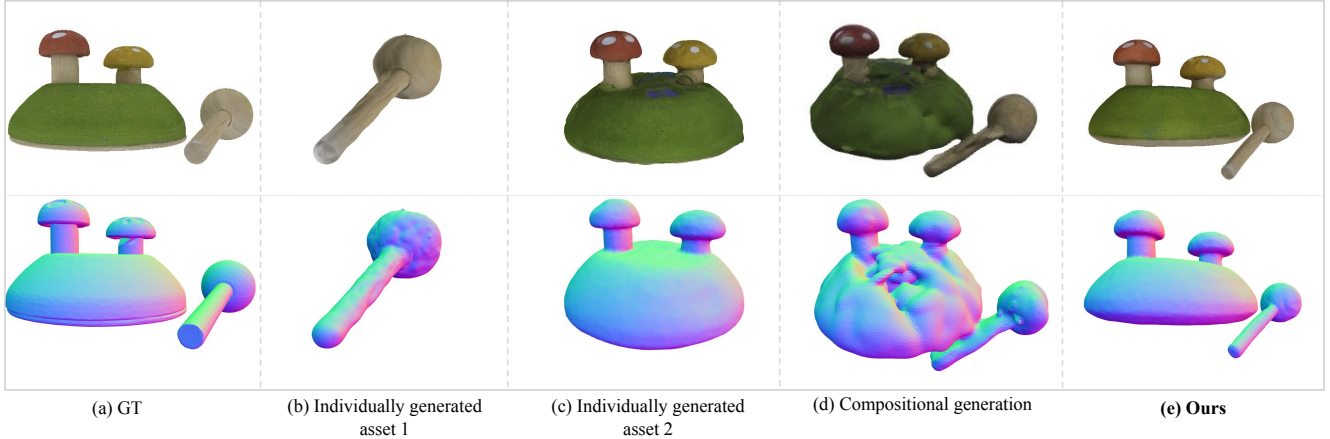 (a) GT
(b) Individually generated
asset 1
(c) Individually generated
asset 2
(d) Compositional generation
(e) Ours